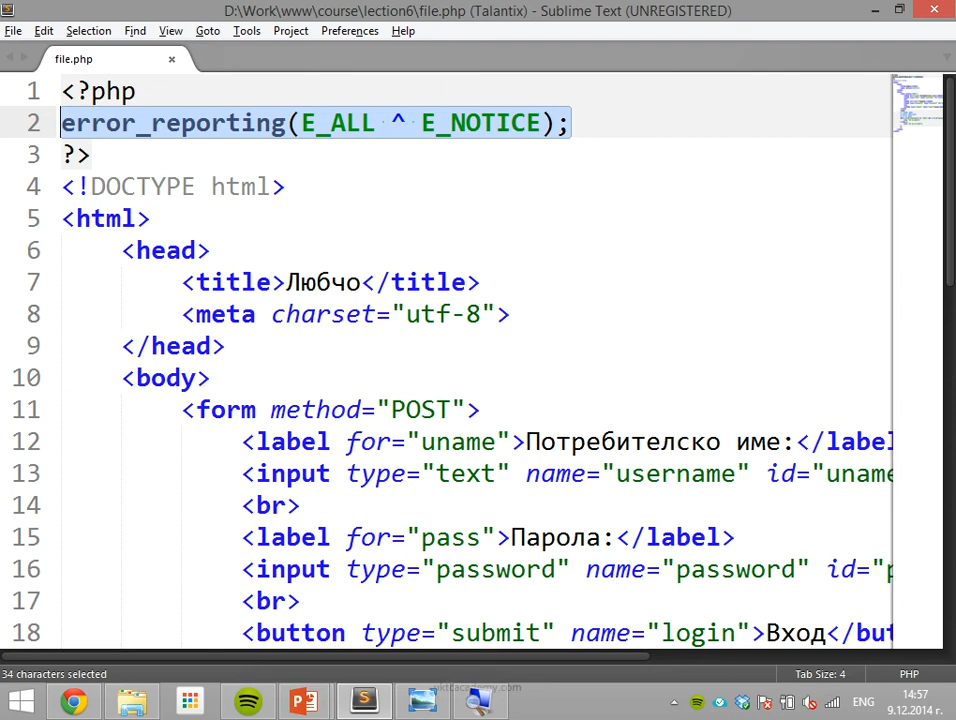 D:\Work\www\course\lection6\file.php (Talantix) - Sublime Text (UNREGISTERED)
File Edit Selection Find View Goto Tools Project Preferences Help
file.php
1 <?php
2 error_reporting(E_ALL ^ E_NOTICE);
3 ?>
4 <!DOCTYPE html>
5 <html>
6 <head>
7 <title>Любчо</title>
8 <meta charset="utf-8">
9 </head>
10 <body>
11 <form method="POST">
12 <label for="uname">Потребителско име:</label
13 <input type="text" name="username" id="uname
14 <br>
15 <label for="pass">Парола:</label>
16 <input type="password" name="password" id="p
17 <br>
18 <button type="submit" name="login">Вход</but
34 characters selected Tab Size: 4 PHP
ENG 14:57
9.12.2014 г.